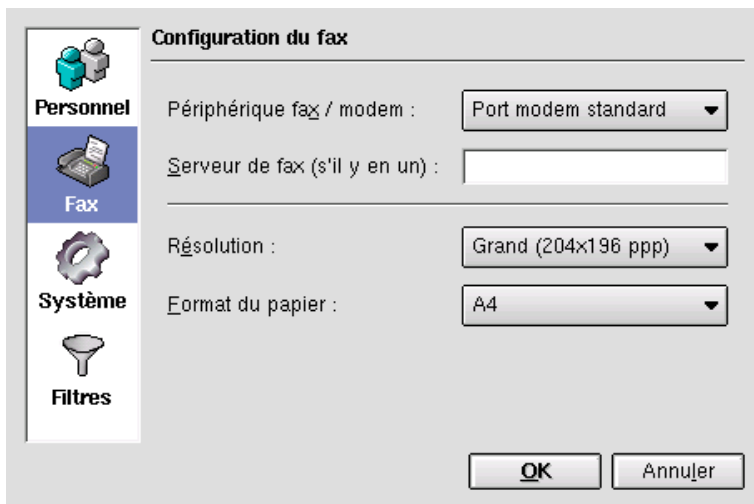 Configuration du fax
Personnel
Fax
Système
Filtres
Périphérique fax / modem :
Port modem standard
Serveur de fax (s'il y en un) :
Résolution :
Grand (204x196 ppp)
Format du papier :
A4
OK
Annuler